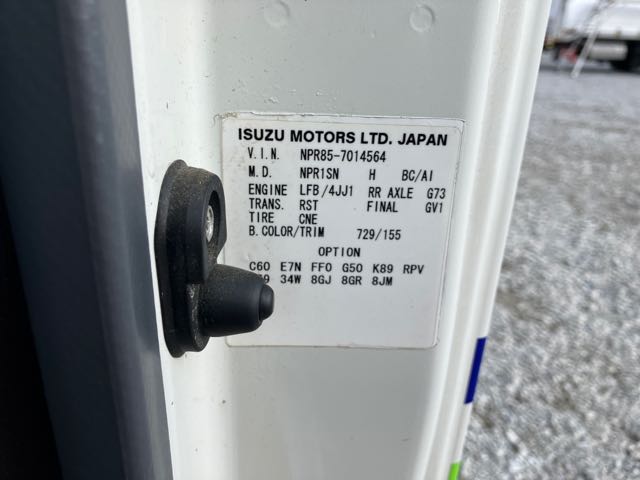 ISUZU MOTORS LTD. JAPAN
V.I.N. NPR85-7014564
M.D. NPR1SN H BC/AI
ENGINE LFB/4JJ1 RR AXLE G73
TRANS. RST FINAL GV1
TIRE CNE
B.COLOR/TRIM 729/155
OPTION
C60 E7N FF0 G50 K89 RPV
34W 8GJ 8GR 8JM